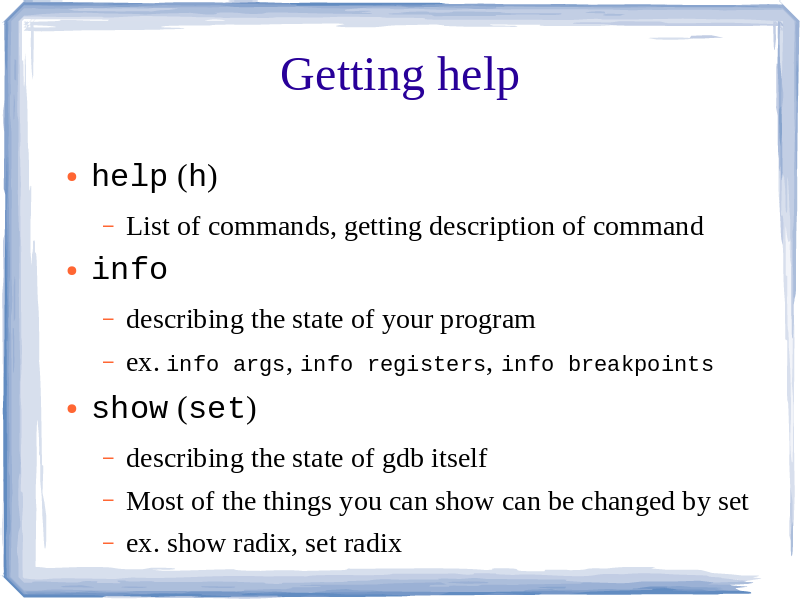 Getting help
• help (h)
– List of commands, getting description of command
• info
– describing the state of your program
– ex. info args, info registers, info breakpoints
• show (set)
– describing the state of gdb itself
– Most of the things you can show can be changed by set
– ex. show radix, set radix